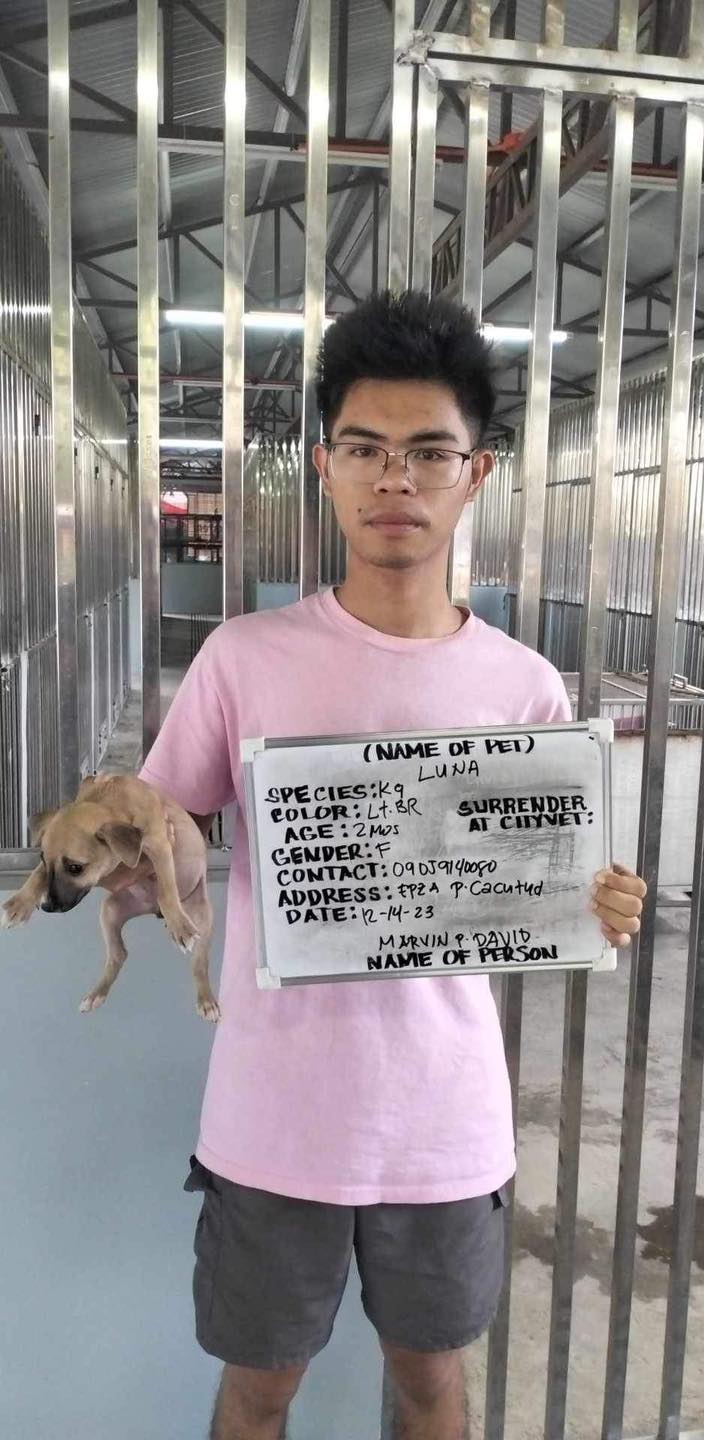 (NAME OF PET)
LUNA
SPECIES: K9
COLOR: Lt. BR
AGE: 2 Mos
GENDER: F
CONTACT: 09059140080
ADDRESS: EPZA P. Cacutud
DATE: 12-14-23
SURRENDER
AT CITYVET:
MARVIN P. DAVID
NAME OF PERSON